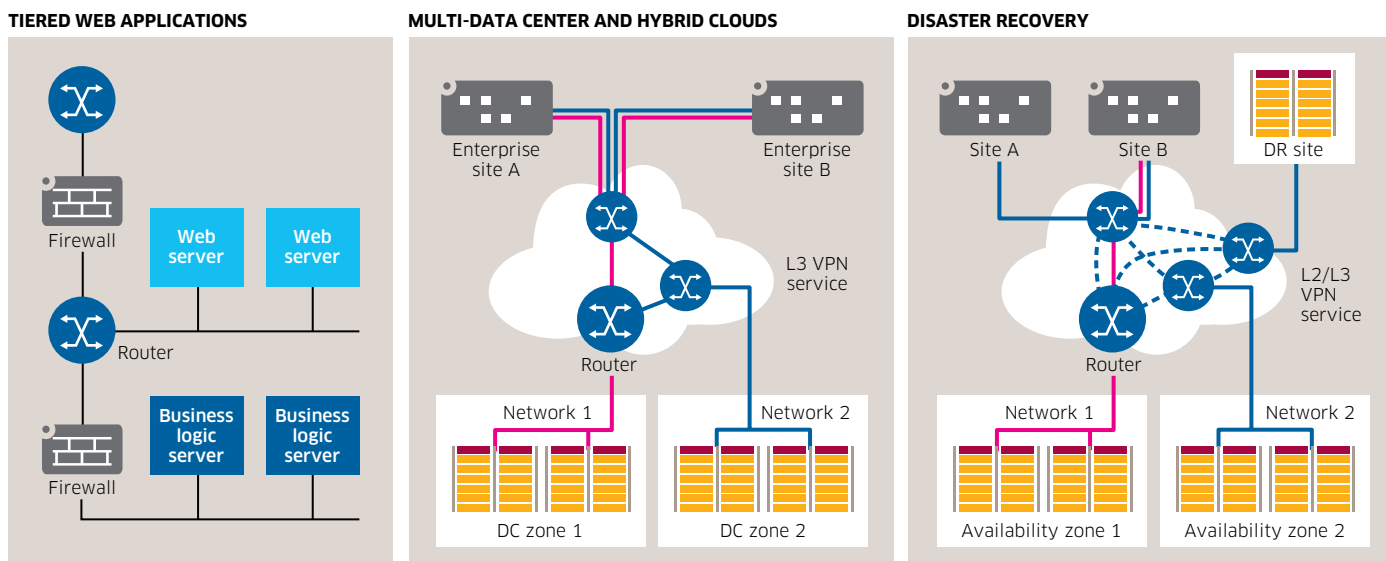 TIERED WEB APPLICATIONS
Firewall
Web
server
Web
server
Router
Business
logic
server
Business
logic
server
Firewall
MULTI-DATA CENTER AND HYBRID CLOUDS
Enterprise
site A
Enterprise
site B
L3 VPN
service
Router
Network 1
DC zone 1
Network 2
DC zone 2
DISASTER RECOVERY
Site A
Site B
DR site
L2/L3
VPN
service
Router
Network 1
Availability zone 1
Network 2
Availability zone 2